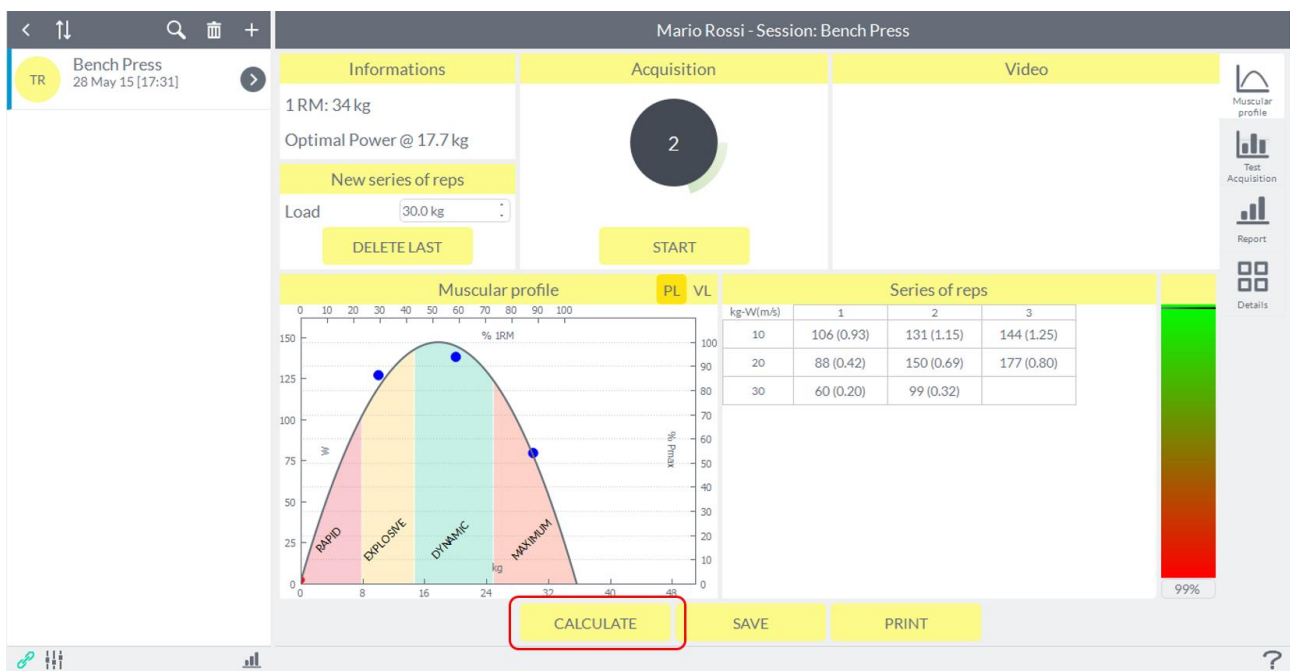 Mario Rossi - Session: Bench Press
TR
Bench Press
28 May 15 [17:31]
Informations
1 RM: 34 kg
Optimal Power @ 17.7 kg
New series of reps
Load 30.0 kg
DELETE LAST
Acquisition
2
START
Video
Muscular
profile
Test
Acquisition
Report
Details
Muscular profile PL VL
0 10 20 30 40 50 60 70 80 90 100
% 1RM
150
125
100
75
50
25
0
W
100
90
80
70
60
50
40
30
20
10
0
% Pmax
RAPID
EXPLOSIVE
DYNAMIC
MAXIMUM
kg
0 8 16 24 32 40 48
Series of reps
kg-W(m/s) 1 2 3
10 106 (0.93) 131 (1.15) 144 (1.25)
20 88 (0.42) 150 (0.69) 177 (0.80)
30 60 (0.20) 99 (0.32)
99%
CALCULATE
SAVE
PRINT
?